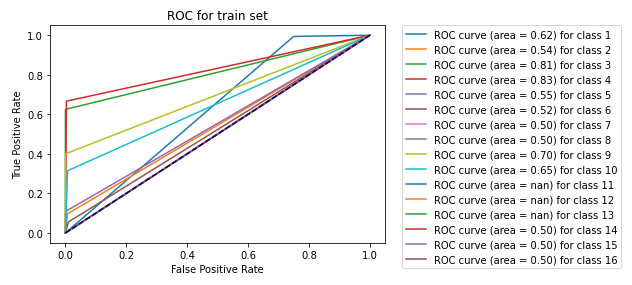 ROC for train set
True Positive Rate
1.0
0.8
0.6
0.4
0.2
0.0
0.0 0.2 0.4 0.6 0.8 1.0
False Positive Rate
ROC curve (area = 0.62) for class 1
ROC curve (area = 0.54) for class 2
ROC curve (area = 0.81) for class 3
ROC curve (area = 0.83) for class 4
ROC curve (area = 0.55) for class 5
ROC curve (area = 0.52) for class 6
ROC curve (area = 0.50) for class 7
ROC curve (area = 0.50) for class 8
ROC curve (area = 0.70) for class 9
ROC curve (area = 0.65) for class 10
ROC curve (area = nan) for class 11
ROC curve (area = nan) for class 12
ROC curve (area = nan) for class 13
ROC curve (area = 0.50) for class 14
ROC curve (area = 0.50) for class 15
ROC curve (area = 0.50) for class 16